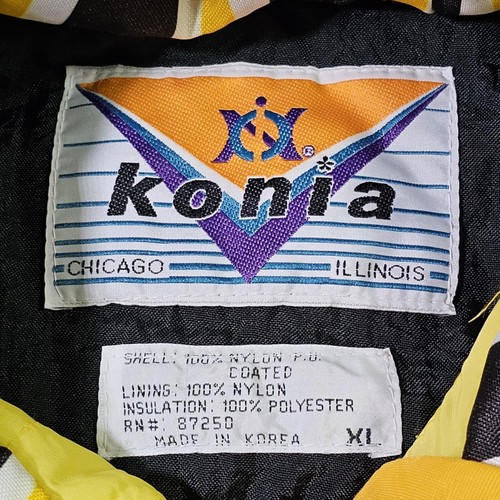 ®
konia
CHICAGO ILLINOIS
SHELL: 100% NYLON P.U.
COATED
LINING: 100% NYLON
INSULATION: 100% POLYESTER
RN#: 87250
MADE IN KOREA XL